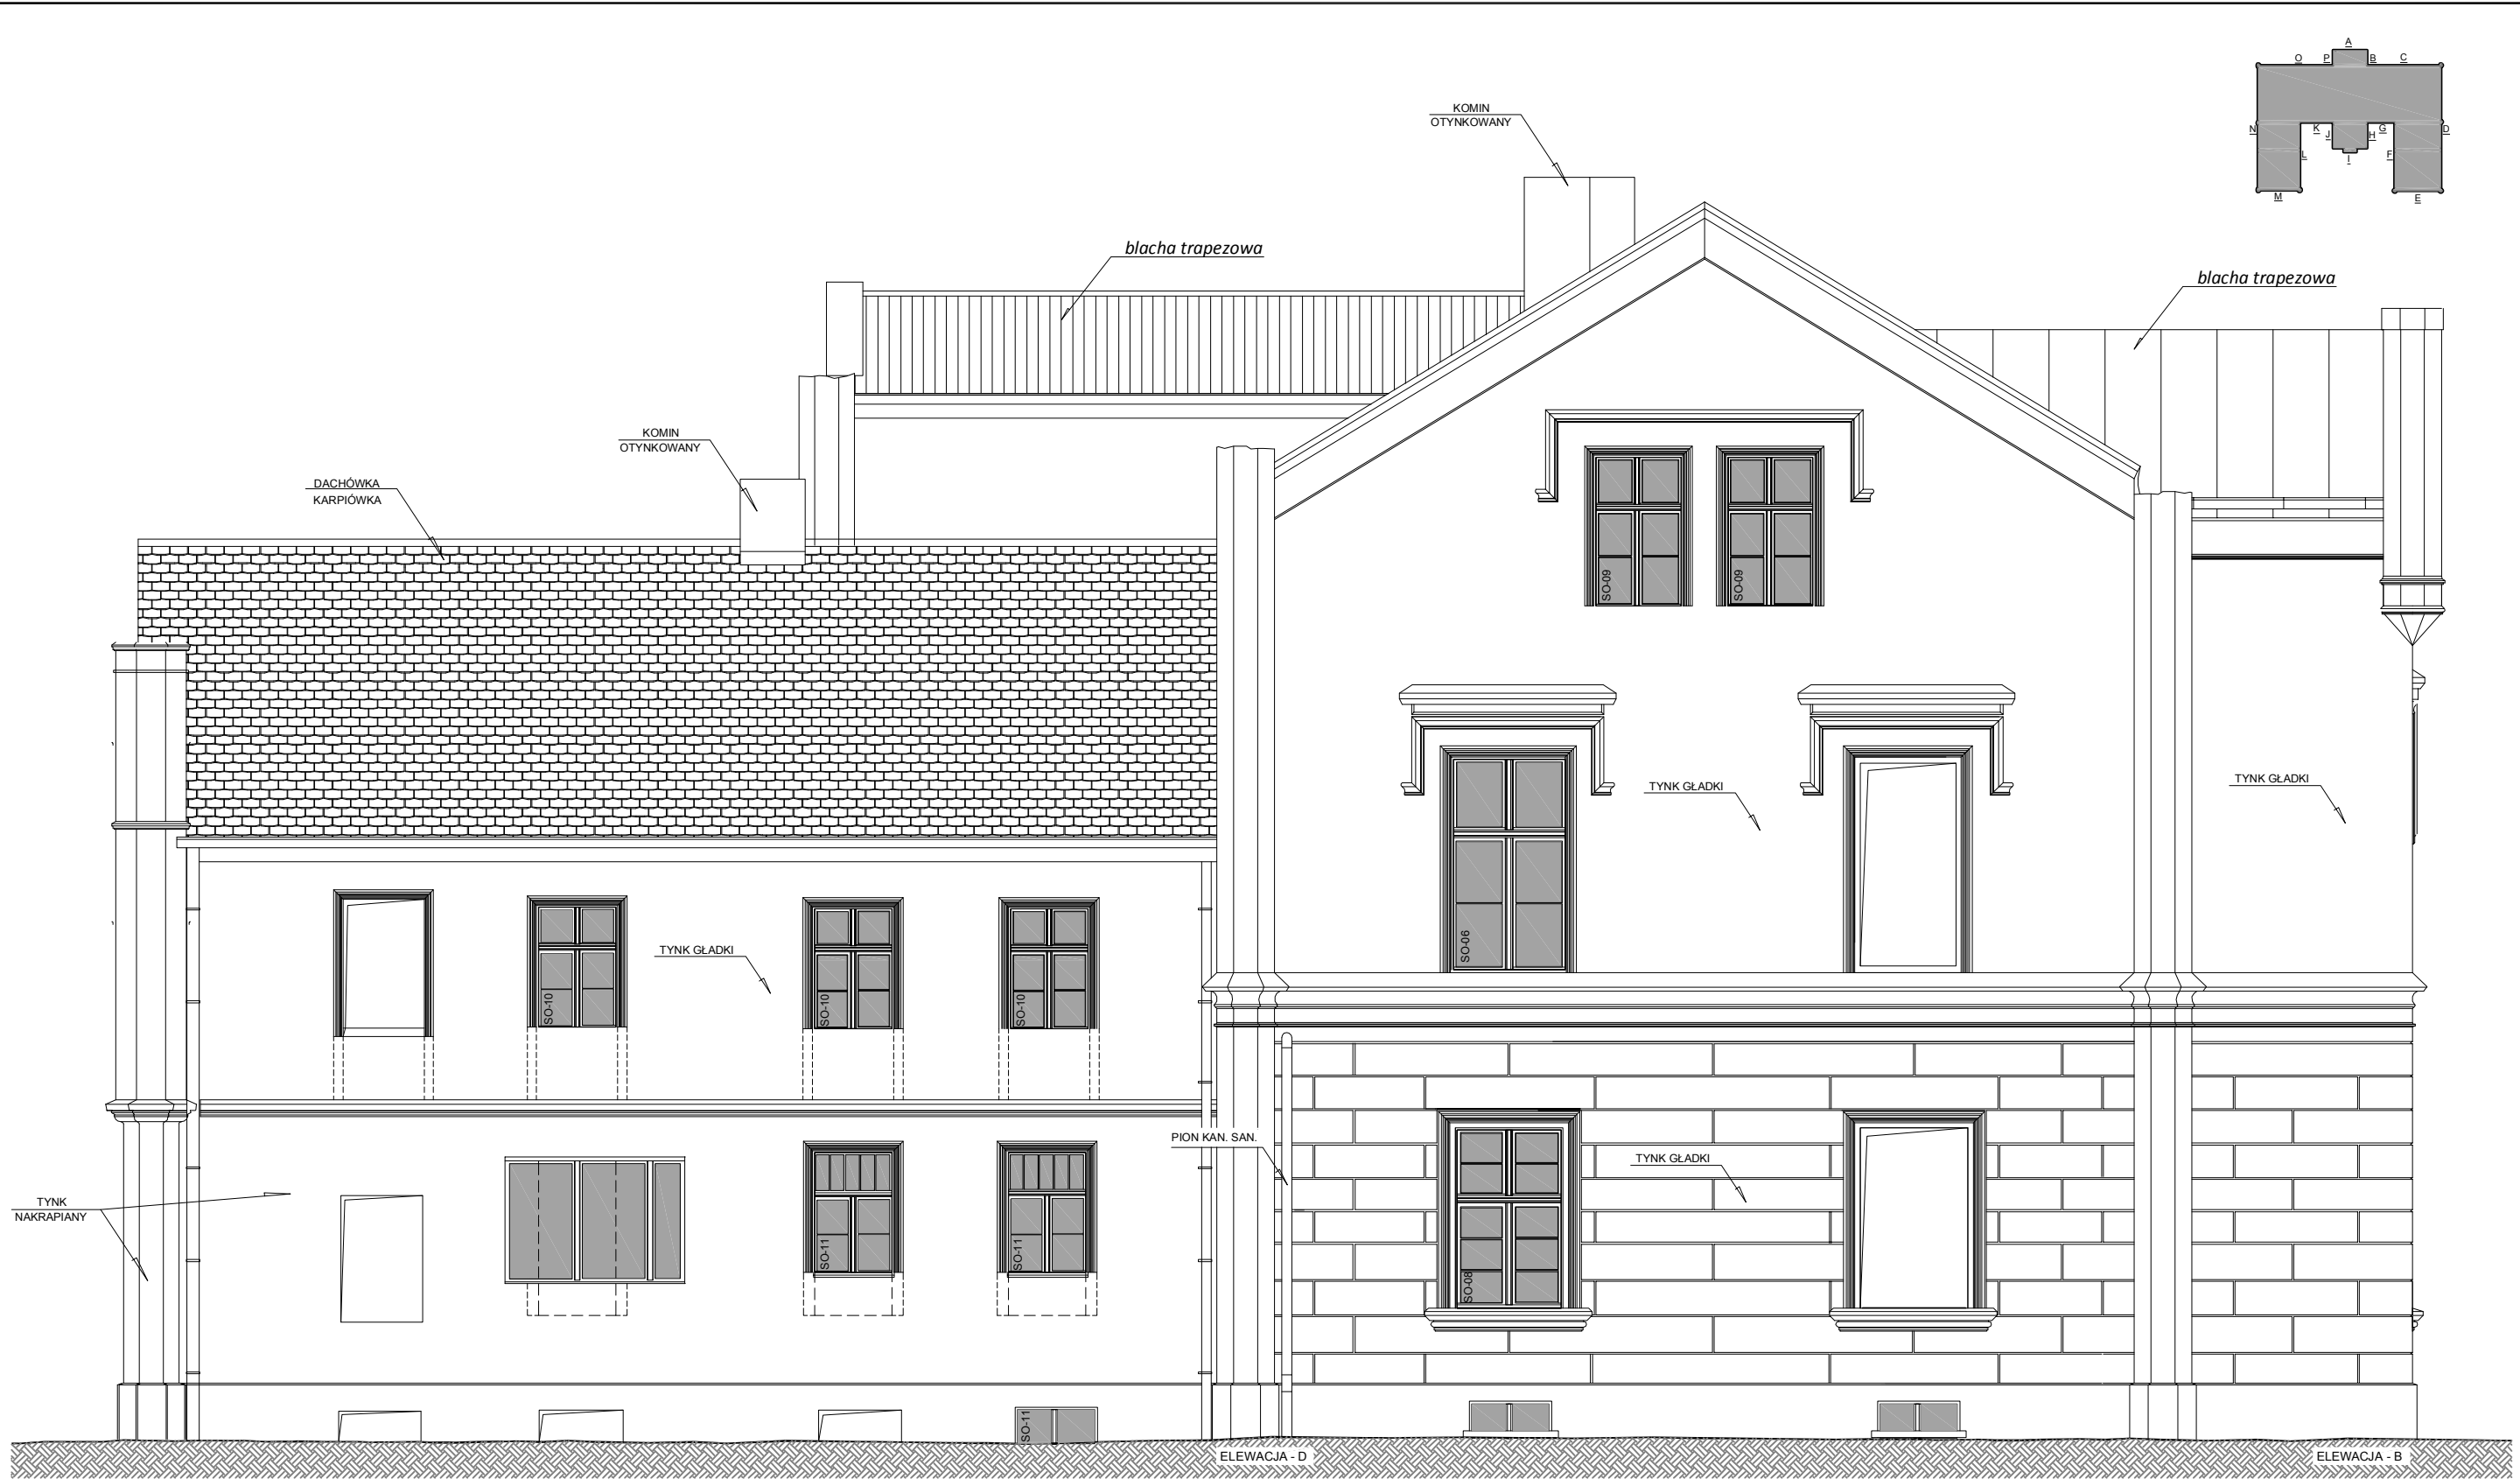 A
O P B C
N K J H G D
L I F
M E
KOMIN
OTYNKOWANY
blacha trapezowa
blacha trapezowa
KOMIN
OTYNKOWANY
DACHÓWKA
KARPIÓWKA
SO-09
SO-09
TYNK GŁADKI
TYNK GŁADKI
SO-06
TYNK GŁADKI
SO-10
SO-10
SO-10
PION KAN. SAN.
TYNK GŁADKI
TYNK
NAKRAPIANY
SO-11
SO-11
SO-08
SO-11
ELEWACJA - D
ELEWACJA - B